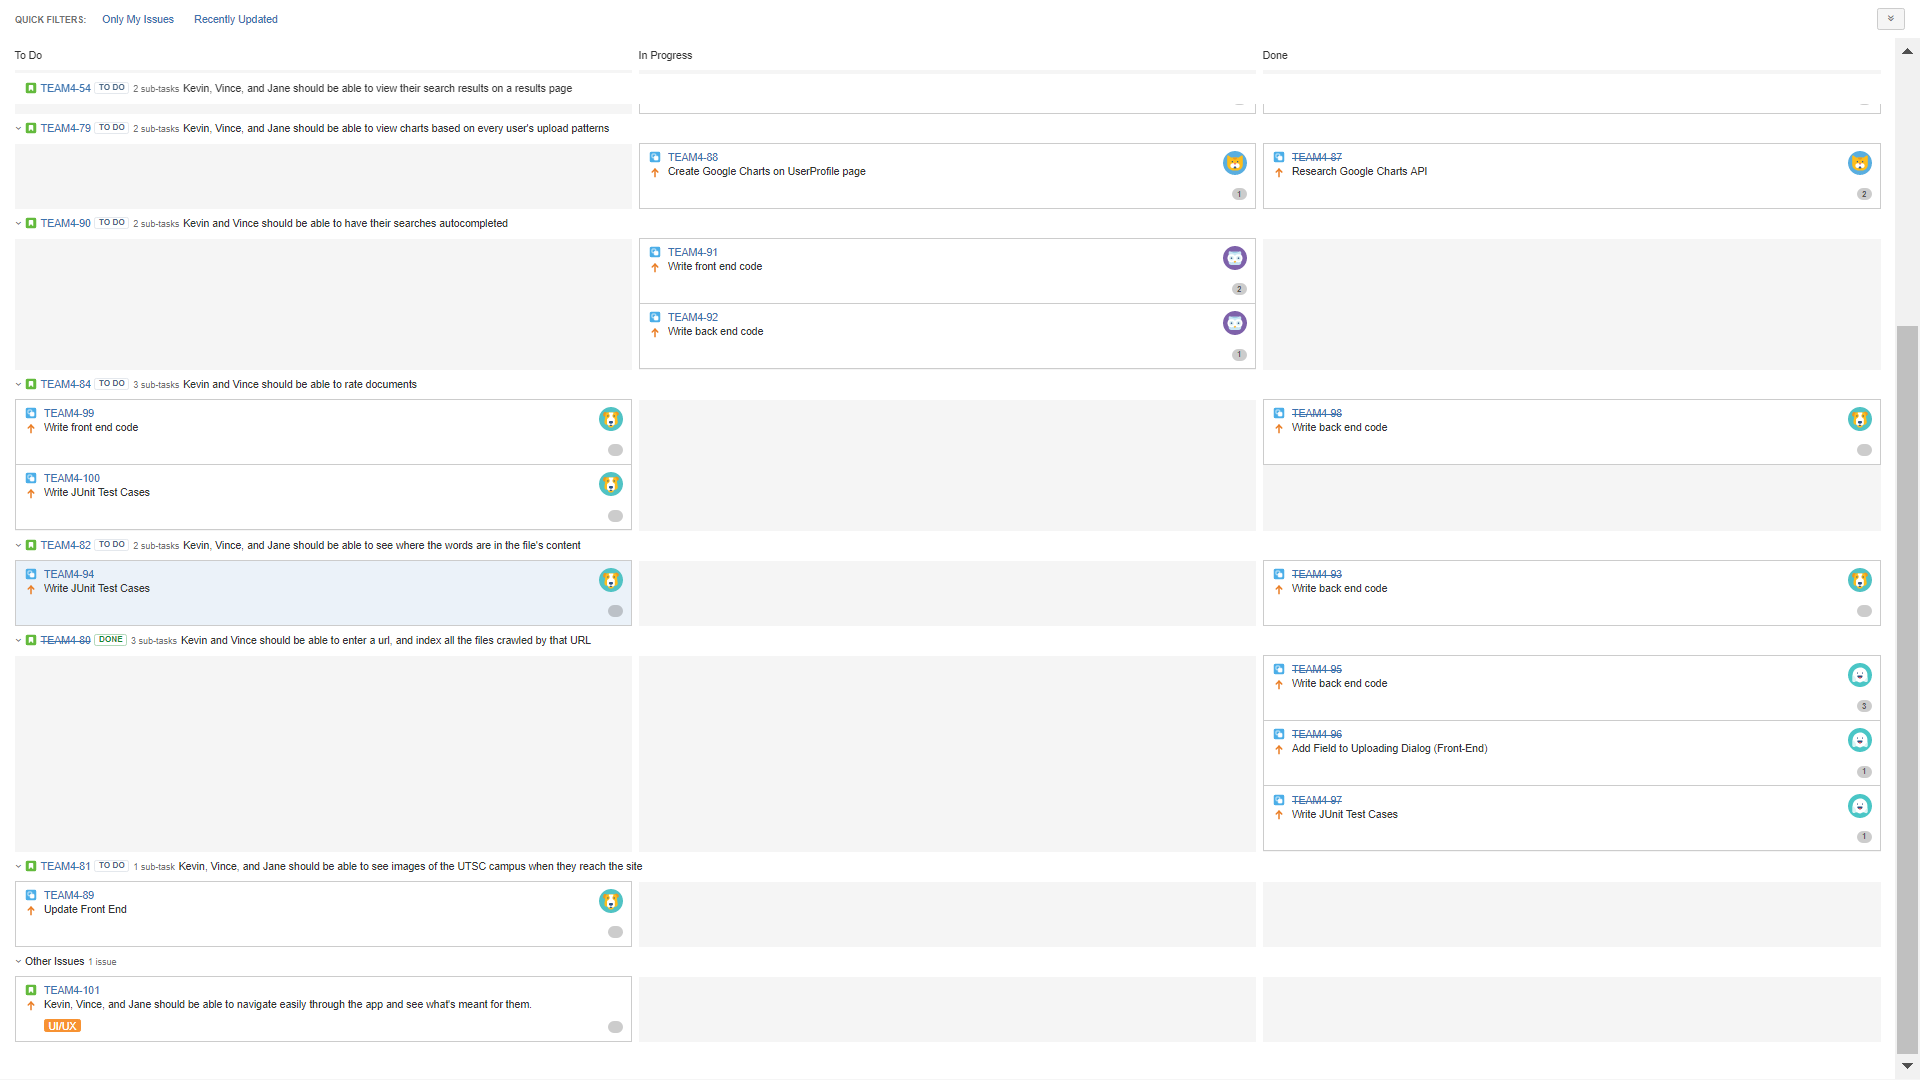 QUICK FILTERS: Only My Issues Recently Updated
To Do In Progress Done
TEAM4-54 TO DO 2 sub-tasks Kevin, Vince, and Jane should be able to view their search results on a results page
TEAM4-79 TO DO 2 sub-tasks Kevin, Vince, and Jane should be able to view charts based on every user's upload patterns
TEAM4-88
Create Google Charts on UserProfile page
1
TEAM4-87
Research Google Charts API
2
TEAM4-90 TO DO 2 sub-tasks Kevin and Vince should be able to have their searches autocompleted
TEAM4-91
Write front end code
2
TEAM4-92
Write back end code
1
TEAM4-84 TO DO 3 sub-tasks Kevin and Vince should be able to rate documents
TEAM4-99
Write front end code
TEAM4-100
Write JUnit Test Cases
TEAM4-98
Write back end code
TEAM4-82 TO DO 2 sub-tasks Kevin, Vince, and Jane should be able to see where the words are in the file's content
TEAM4-94
Write JUnit Test Cases
TEAM4-93
Write back end code
TEAM4-80 DONE 3 sub-tasks Kevin and Vince should be able to enter a url, and index all the files crawled by that URL
TEAM4-95
Write back end code
3
TEAM4-96
Add Field to Uploading Dialog (Front-End)
1
TEAM4-97
Write JUnit Test Cases
1
TEAM4-81 TO DO 1 sub-task Kevin, Vince, and Jane should be able to see images of the UTSC campus when they reach the site
TEAM4-89
Update Front End
Other Issues 1 issue
TEAM4-101
Kevin, Vince, and Jane should be able to navigate easily through the app and see what's meant for them.
UI/UX